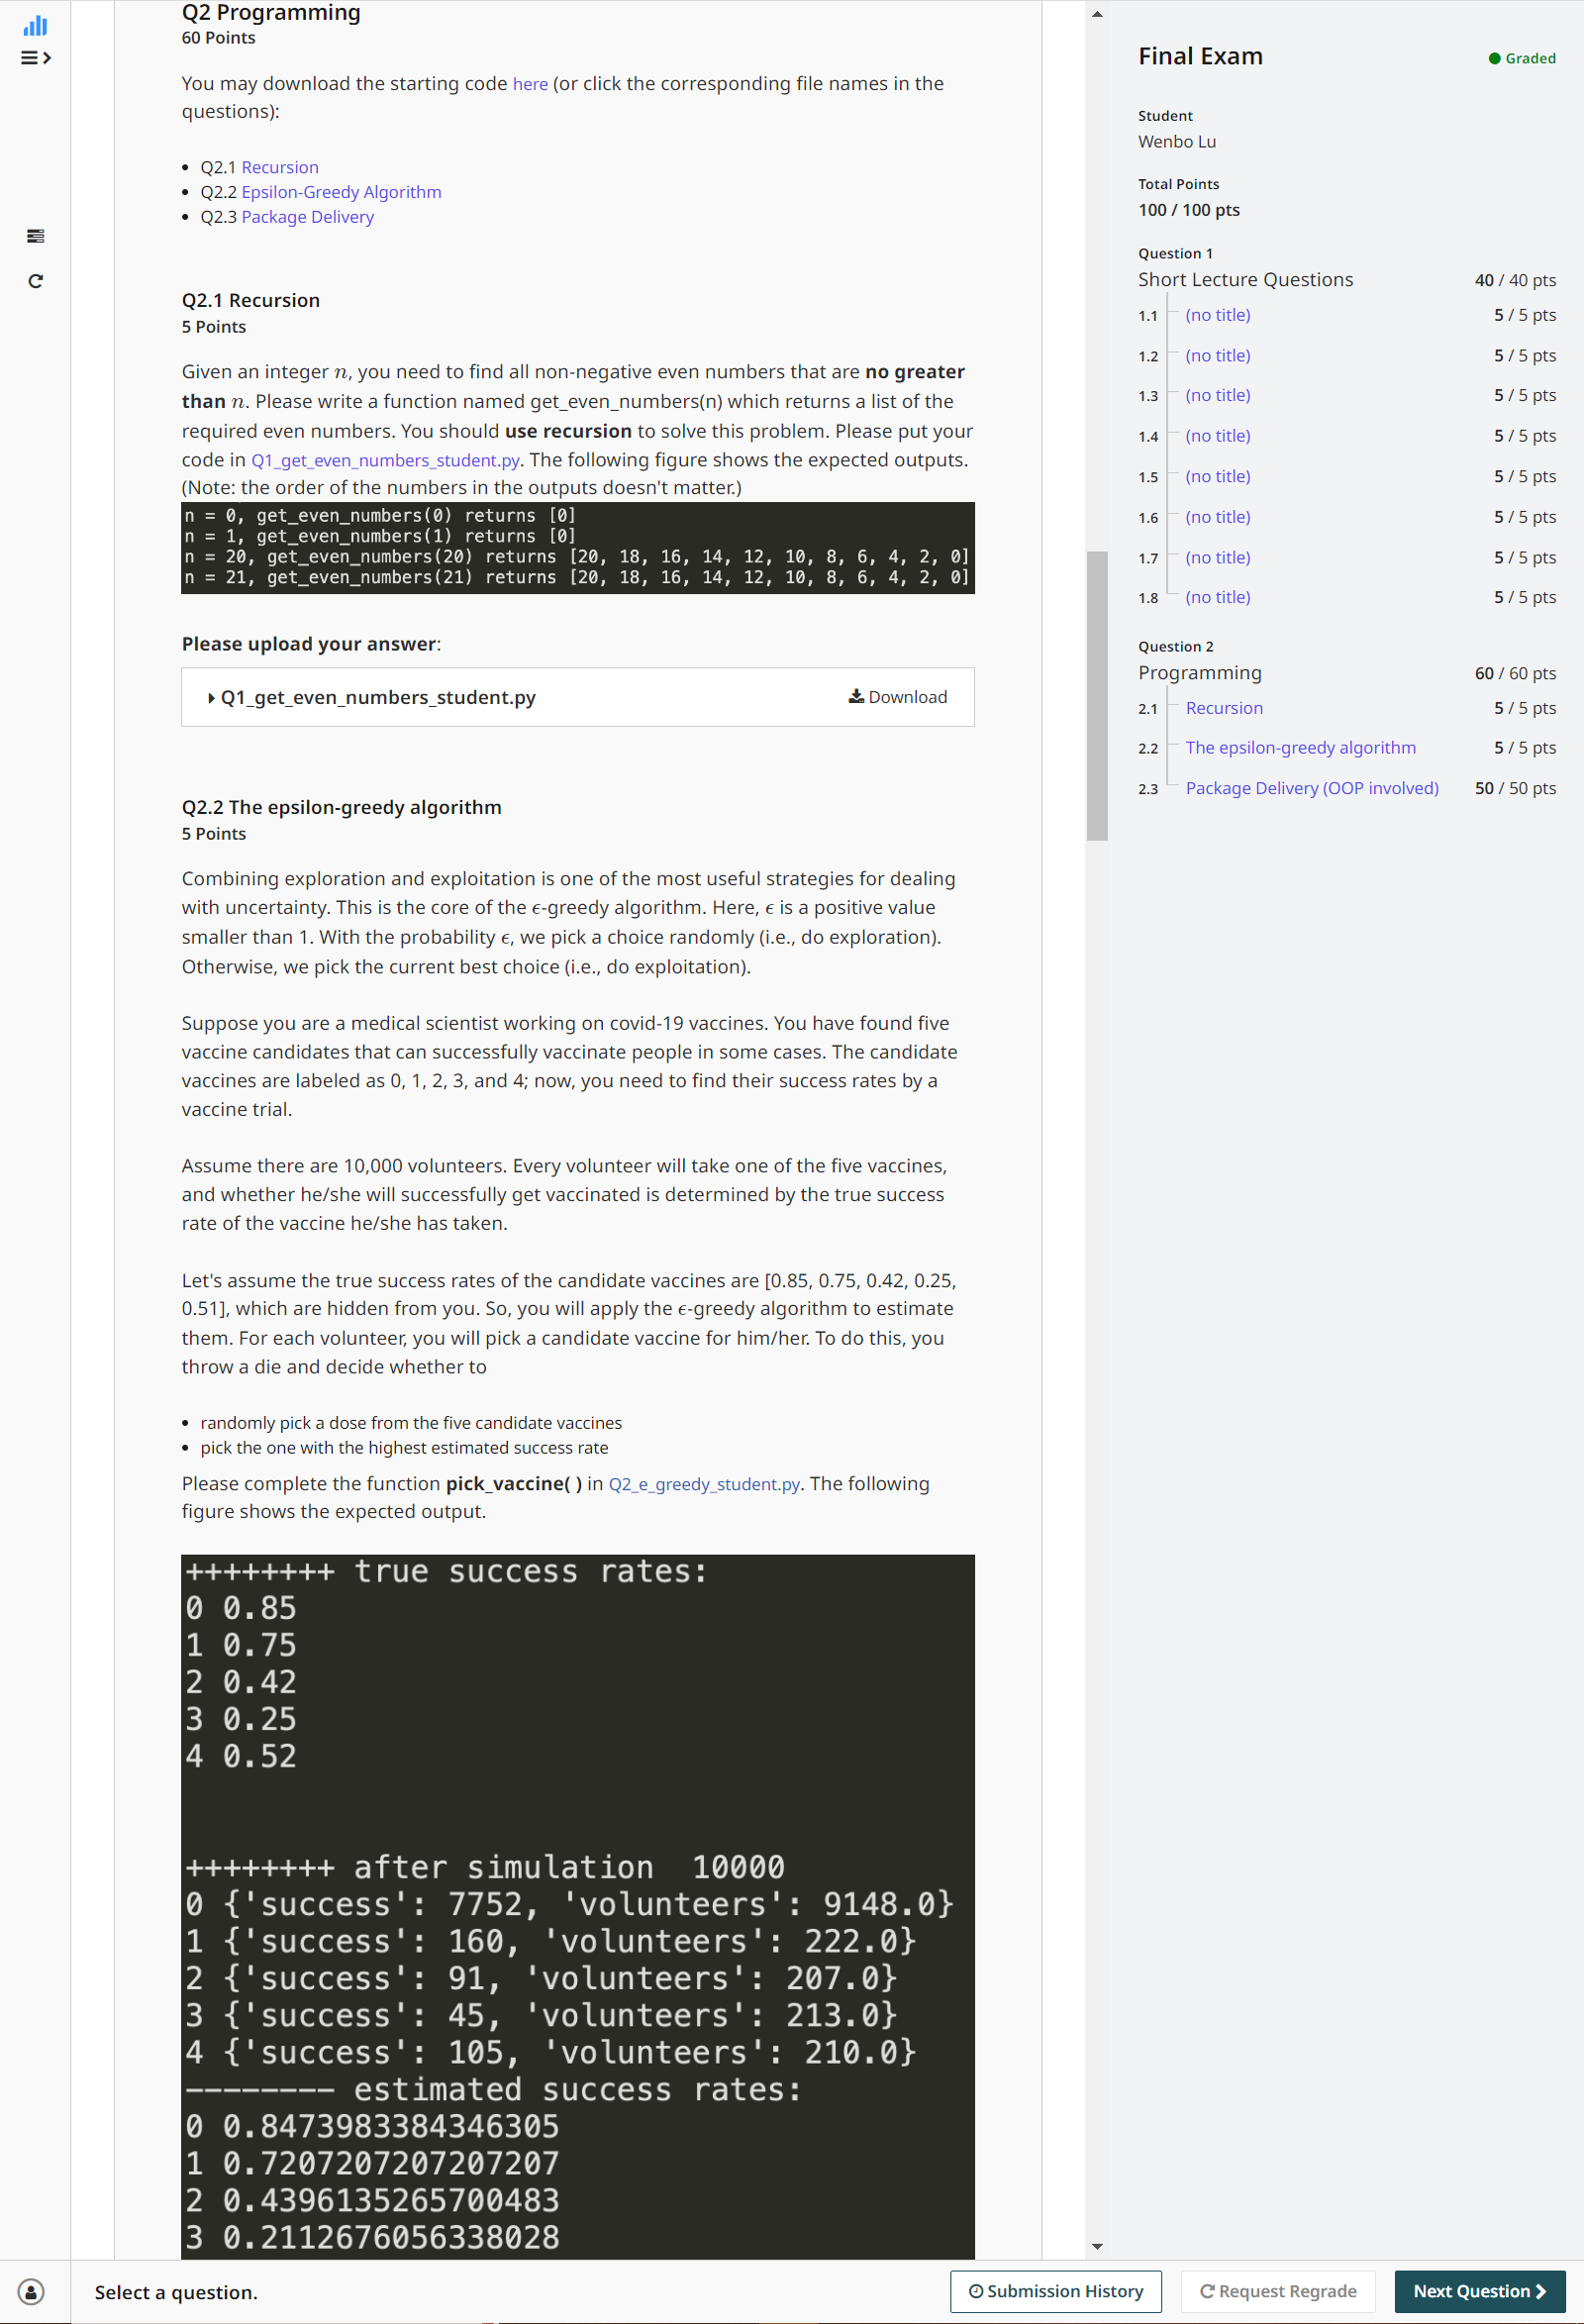 Q2 Programming
60 Points
You may download the starting code here (or click the corresponding file names in the
questions):
• Q2.1 Recursion
• Q2.2 Epsilon-Greedy Algorithm
• Q2.3 Package Delivery
Q2.1 Recursion
5 Points
Given an integer n, you need to find all non-negative even numbers that are no greater
than n. Please write a function named get_even_numbers(n) which returns a list of the
required even numbers. You should use recursion to solve this problem. Please put your
code in Q1_get_even_numbers_student.py. The following figure shows the expected outputs.
(Note: the order of the numbers in the outputs doesn't matter.)
n = 0, get_even_numbers(0) returns [0]
n = 1, get_even_numbers(1) returns [0]
n = 20, get_even_numbers(20) returns [20, 18, 16, 14, 12, 10, 8, 6, 4, 2, 0]
n = 21, get_even_numbers(21) returns [20, 18, 16, 14, 12, 10, 8, 6, 4, 2, 0]
Please upload your answer:
Q1_get_even_numbers_student.py Download
Q2.2 The epsilon-greedy algorithm
5 Points
Combining exploration and exploitation is one of the most useful strategies for dealing
with uncertainty. This is the core of the ϵ-greedy algorithm. Here, ϵ is a positive value
smaller than 1. With the probability ϵ, we pick a choice randomly (i.e., do exploration).
Otherwise, we pick the current best choice (i.e., do exploitation).
Suppose you are a medical scientist working on covid-19 vaccines. You have found five
vaccine candidates that can successfully vaccinate people in some cases. The candidate
vaccines are labeled as 0, 1, 2, 3, and 4; now, you need to find their success rates by a
vaccine trial.
Assume there are 10,000 volunteers. Every volunteer will take one of the five vaccines,
and whether he/she will successfully get vaccinated is determined by the true success
rate of the vaccine he/she has taken.
Let's assume the true success rates of the candidate vaccines are [0.85, 0.75, 0.42, 0.25,
0.51], which are hidden from you. So, you will apply the ϵ-greedy algorithm to estimate
them. For each volunteer, you will pick a candidate vaccine for him/her. To do this, you
throw a die and decide whether to
• randomly pick a dose from the five candidate vaccines
• pick the one with the highest estimated success rate
Please complete the function pick_vaccine( ) in Q2_e_greedy_student.py. The following
figure shows the expected output.
++++++++ true success rates:
0 0.85
1 0.75
2 0.42
3 0.25
4 0.52
++++++++ after simulation  10000
0 {'success': 7752, 'volunteers': 9148.0}
1 {'success': 160, 'volunteers': 222.0}
2 {'success': 91, 'volunteers': 207.0}
3 {'success': 45, 'volunteers': 213.0}
4 {'success': 105, 'volunteers': 210.0}
-------- estimated success rates:
0 0.8473983384346305
1 0.7207207207207207
2 0.4396135265700483
3 0.2112676056338028
Final Exam
Graded
Student
Wenbo Lu
Total Points
100 / 100 pts
Question 1
Short Lecture Questions 40 / 40 pts
1.1 (no title) 5 / 5 pts
1.2 (no title) 5 / 5 pts
1.3 (no title) 5 / 5 pts
1.4 (no title) 5 / 5 pts
1.5 (no title) 5 / 5 pts
1.6 (no title) 5 / 5 pts
1.7 (no title) 5 / 5 pts
1.8 (no title) 5 / 5 pts
Question 2
Programming 60 / 60 pts
2.1 Recursion 5 / 5 pts
2.2 The epsilon-greedy algorithm 5 / 5 pts
2.3 Package Delivery (OOP involved) 50 / 50 pts
Select a question.
Submission History
Request Regrade
Next Question